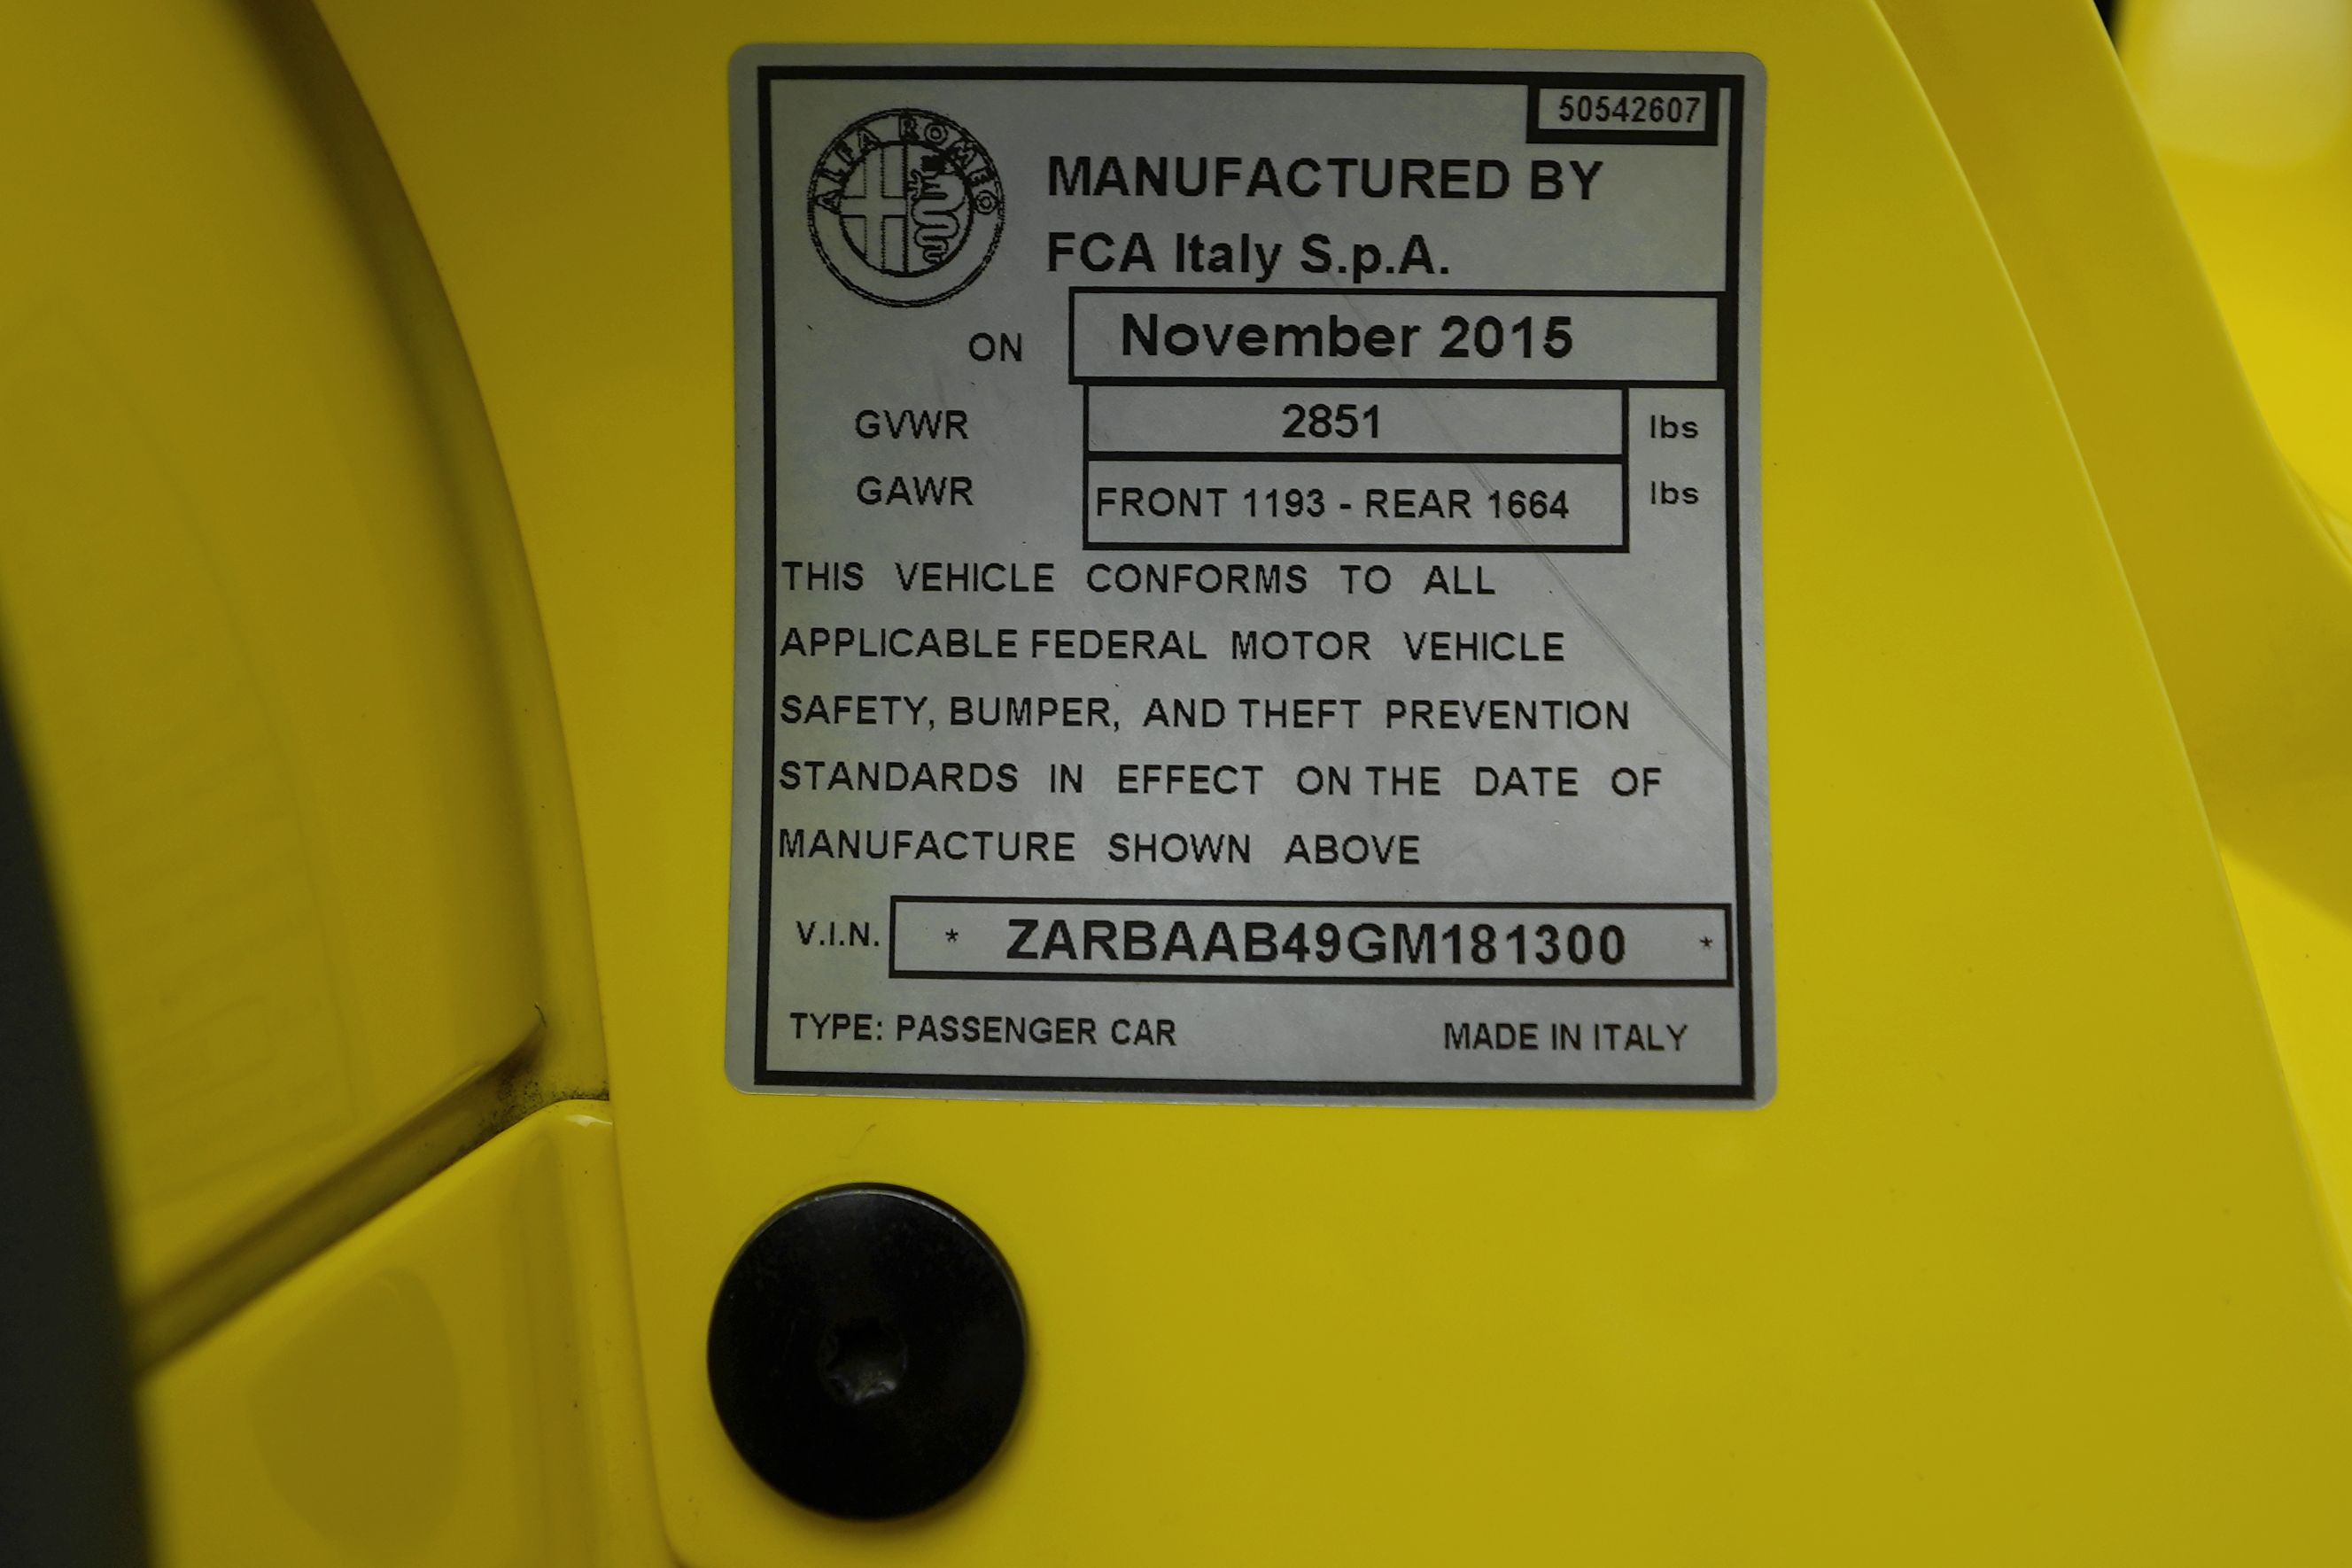 50542607
ALFA ROMEO
MANUFACTURED BY
FCA Italy S.p.A.
ON November 2015
GVWR 2851 lbs
GAWR FRONT 1193 - REAR 1664 lbs
THIS VEHICLE CONFORMS TO ALL
APPLICABLE FEDERAL MOTOR VEHICLE
SAFETY, BUMPER, AND THEFT PREVENTION
STANDARDS IN EFFECT ON THE DATE OF
MANUFACTURE SHOWN ABOVE
V.I.N. * ZARBAAB49GM181300 *
TYPE: PASSENGER CAR MADE IN ITALY